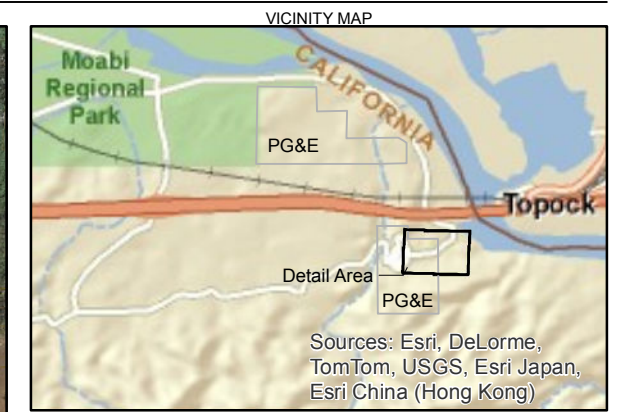 VICINITY MAP
Moabi
Regional
Park
CALIFORNIA
PG&E
Topock
Detail Area
PG&E
Sources: Esri, DeLorme,
TomTom, USGS, Esri Japan,
Esri China (Hong Kong)